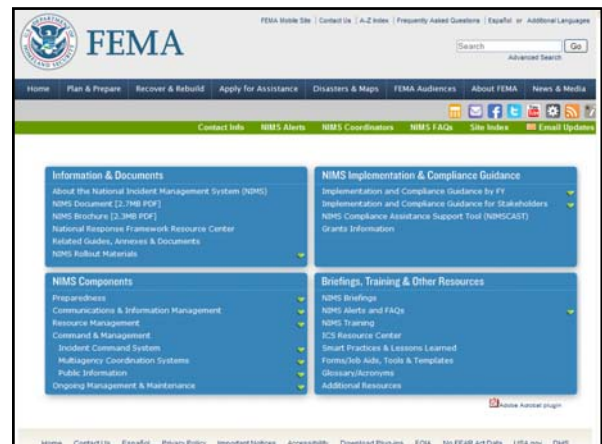 FEMA Mobile Site | Contact Us | A-Z Index | Frequently Asked Questions | Español or Additional Languages
FEMA
Search
Go
Advanced Search
Home Plan & Prepare Recover & Rebuild Apply for Assistance Disasters & Maps FEMA Audiences About FEMA News & Media
Contact Info NIMS Alerts NIMS Coordinators NIMS FAQs Site Index Email Updates
Information & Documents
About the National Incident Management System (NIMS)
NIMS Document [2.7MB PDF]
NIMS Brochure [2.3MB PDF]
National Response Framework Resource Center
Related Guides, Annexes & Documents
NIMS Rollout Materials
NIMS Implementation & Compliance Guidance
Implementation and Compliance Guidance by FY
Implementation and Compliance Guidance for Stakeholders
NIMS Compliance Assistance Support Tool (NIMSCAST)
Grants Information
NIMS Components
Preparedness
Communications & Information Management
Resource Management
Command & Management
Incident Command System
Multiagency Coordination Systems
Public Information
Ongoing Management & Maintenance
Briefings, Training & Other Resources
NIMS Briefings
NIMS Alerts and FAQs
NIMS Training
ICS Resource Center
Smart Practices & Lessons Learned
Forms/Job Aids, Tools & Templates
Glossary/Acronyms
Additional Resources
Adobe Acrobat plugin
Home Contact Us Español Privacy Policy Important Notices Accessibility Download Plug-ins FOIA No FEAR Act Data USA.gov DHS